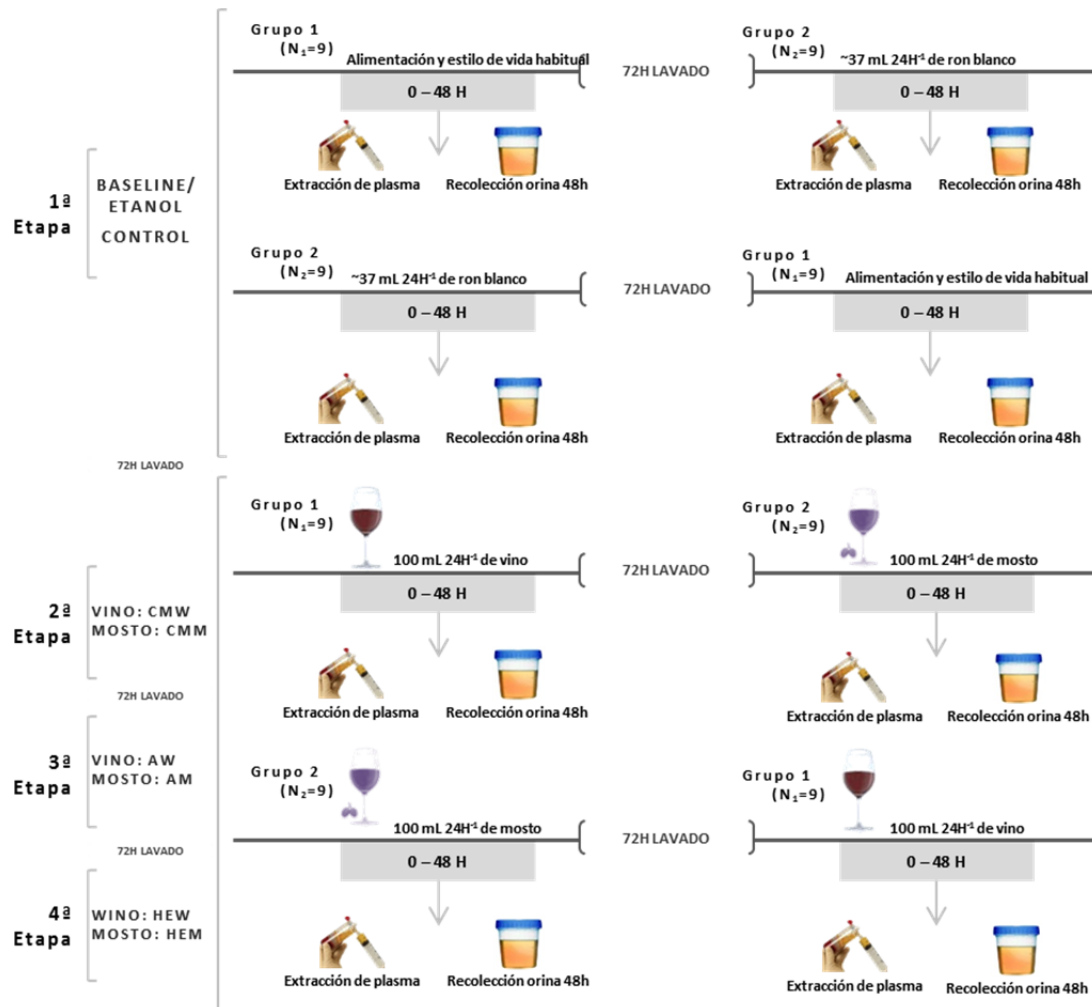 Grupo 1
(N₁=9)
Alimentación y estilo de vida habitual
72H LAVADO
Grupo 2
(N₂=9)
~37 mL 24H⁻¹ de ron blanco
0 – 48 H
0 – 48 H
Extracción de plasma
Recolección orina 48h
Extracción de plasma
Recolección orina 48h
1ª
Etapa
BASELINE/
ETANOL
CONTROL
Grupo 2
(N₂=9)
~37 mL 24H⁻¹ de ron blanco
72H LAVADO
Grupo 1
(N₁=9)
Alimentación y estilo de vida habitual
0 – 48 H
0 – 48 H
Extracción de plasma
Recolección orina 48h
Extracción de plasma
Recolección orina 48h
72H LAVADO
Grupo 1
(N₁=9)
100 mL 24H⁻¹ de vino
72H LAVADO
Grupo 2
(N₂=9)
100 mL 24H⁻¹ de mosto
0 – 48 H
0 – 48 H
2ª
Etapa
VINO: CMW
MOSTO: CMM
Extracción de plasma
Recolección orina 48h
Extracción de plasma
Recolección orina 48h
72H LAVADO
3ª
Etapa
VINO: AW
MOSTO: AM
Grupo 2
(N₂=9)
100 mL 24H⁻¹ de mosto
72H LAVADO
Grupo 1
(N₁=9)
100 mL 24H⁻¹ de vino
72H LAVADO
0 – 48 H
0 – 48 H
4ª
Etapa
WINO: HEW
MOSTO: HEM
Extracción de plasma
Recolección orina 48h
Extracción de plasma
Recolección orina 48h